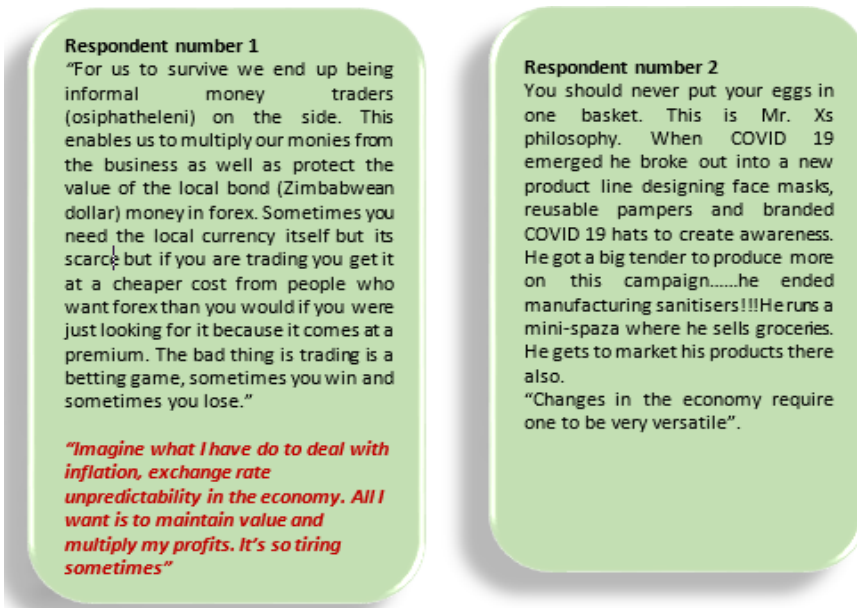 Respondent number 1
“For us to survive we end up being
informal money traders
(osiphatheleni) on the side. This
enables us to multiply our monies from
the business as well as protect the
value of the local bond (Zimbabwean
dollar) money in forex. Sometimes you
need the local currency itself but its
scarce but if you are trading you get it
at a cheaper cost from people who
want forex than you would if you were
just looking for it because it comes at a
premium. The bad thing is trading is a
betting game, sometimes you win and
sometimes you lose.”
“Imagine what I have do to deal with
inflation, exchange rate
unpredictability in the economy. All I
want is to maintain value and
multiply my profits. It’s so tiring
sometimes”
Respondent number 2
You should never put your eggs in
one basket. This is Mr. Xs
philosophy. When COVID 19
emerged he broke out into a new
product line designing face masks,
reusable pampers and branded
COVID 19 hats to create awareness.
He got a big tender to produce more
on this campaign......he ended
manufacturing sanitisers!!!He runs a
mini-spaza where he sells groceries.
He gets to market his products there
also.
“Changes in the economy require
one to be very versatile”.